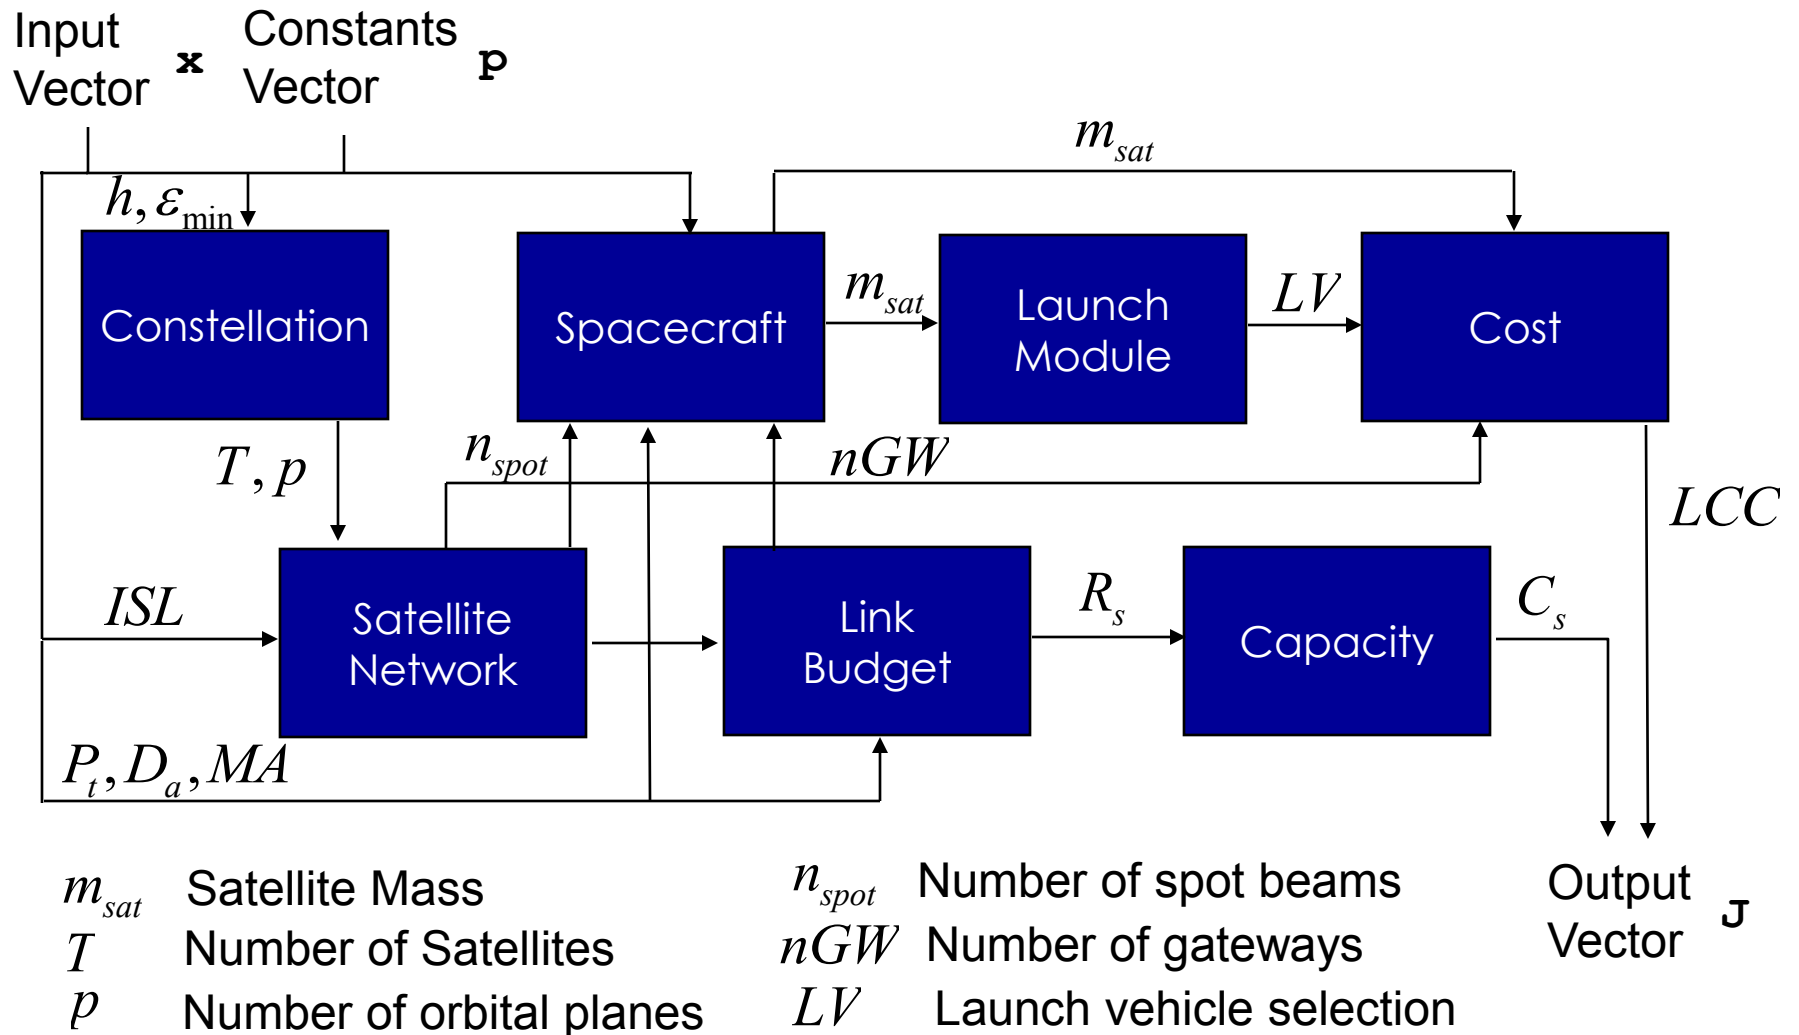 Input
Vector x
Constants
Vector p
m_sat
h, ε_min
Constellation
Spacecraft
m_sat
Launch
Module
LV
Cost
T, p
n_spot
nGW
LCC
ISL
Satellite
Network
Link
Budget
R_s
Capacity
C_s
P_t, D_a, MA
m_sat Satellite Mass
T Number of Satellites
p Number of orbital planes
n_spot Number of spot beams
nGW Number of gateways
LV Launch vehicle selection
Output
Vector J